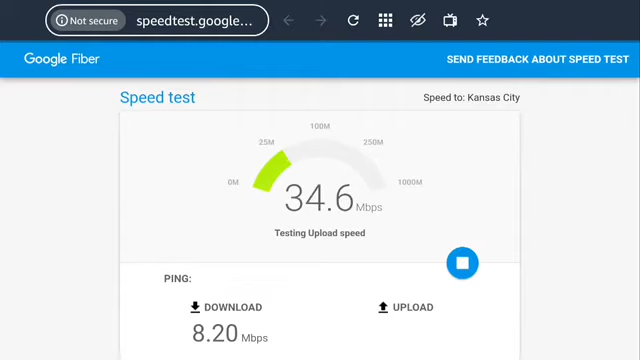 Not secure speedtest.google...
Google Fiber SEND FEEDBACK ABOUT SPEED TEST
Speed test Speed to: Kansas City
100M
25M 250M
0M 1000M
34.6 Mbps
Testing Upload speed
PING:
DOWNLOAD UPLOAD
8.20 Mbps